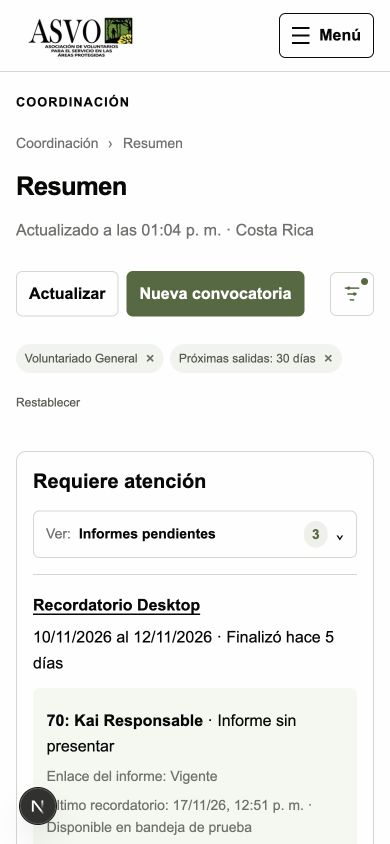 ASVO
ASOCIACIÓN DE VOLUNTARIOS
PARA EL SERVICIO EN LAS
ÁREAS PROTEGIDAS
Menú
COORDINACIÓN
Coordinación › Resumen
Resumen
Actualizado a las 01:04 p. m. · Costa Rica
Actualizar
Nueva convocatoria
Voluntariado General ×
Próximas salidas: 30 días ×
Restablecer
Requiere atención
Ver: Informes pendientes 3
Recordatorio Desktop
10/11/2026 al 12/11/2026 · Finalizó hace 5
días
70: Kai Responsable · Informe sin
presentar
Enlace del informe: Vigente
N
ltimo recordatorio: 17/11/26, 12:51 p. m. ·
Disponible en bandeja de prueba